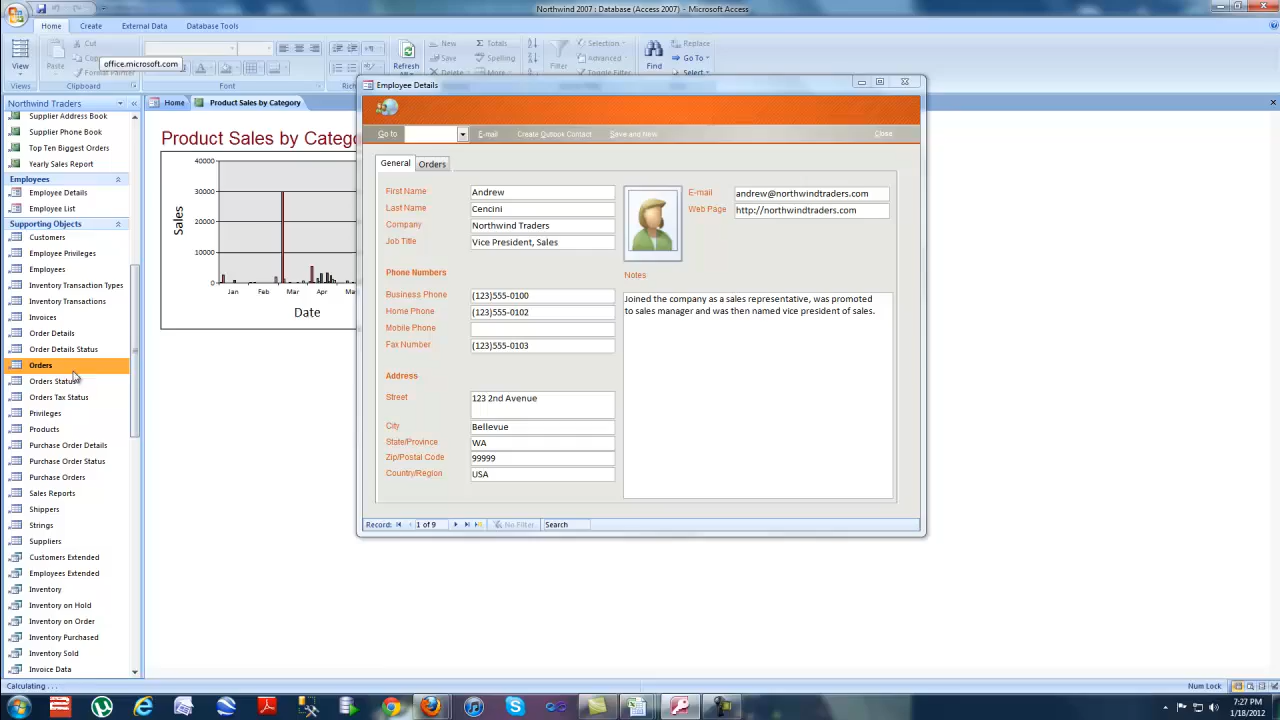 Northwind 2007 : Database (Access 2007) - Microsoft Access
Home Create External Data Database Tools
View
Paste
Cut
Format Painter
office.microsoft.com
Refresh
New
Save
Delete
Totals
Spelling
More
Filter
Selection
Advanced
Toggle Filter
Find
Replace
Go To
Select
Views Clipboard Font
Northwind Traders
Home Product Sales by Category
Supplier Address Book
Supplier Phone Book
Top Ten Biggest Orders
Yearly Sales Report
Employees
Employee Details
Employee List
Supporting Objects
Customers
Employee Privileges
Employees
Inventory Transaction Types
Inventory Transactions
Invoices
Order Details
Order Details Status
Orders
Orders Status
Orders Tax Status
Privileges
Products
Purchase Order Details
Purchase Order Status
Purchase Orders
Sales Reports
Shippers
Strings
Suppliers
Customers Extended
Employees Extended
Inventory
Inventory on Hold
Inventory on Order
Inventory Purchased
Inventory Sold
Invoice Data
Product Sales by Catego
40000
30000
20000
10000
0
Sales
Jan Feb Mar Apr Ma
Date
Employee Details
Go to E-mail Create Outlook Contact Save and New Close
General Orders
First Name Andrew
Last Name Cencini
Company Northwind Traders
Job Title Vice President, Sales
E-mail andrew@northwindtraders.com
Web Page http://northwindtraders.com
Phone Numbers
Business Phone (123)555-0100
Home Phone (123)555-0102
Mobile Phone
Fax Number (123)555-0103
Notes
Joined the company as a sales representative, was promoted
to sales manager and was then named vice president of sales.
Address
Street 123 2nd Avenue
City Bellevue
State/Province WA
Zip/Postal Code 99999
Country/Region USA
Record: 1 of 9 No Filter Search
Calculating . . .
Num Lock
7:27 PM
1/18/2012